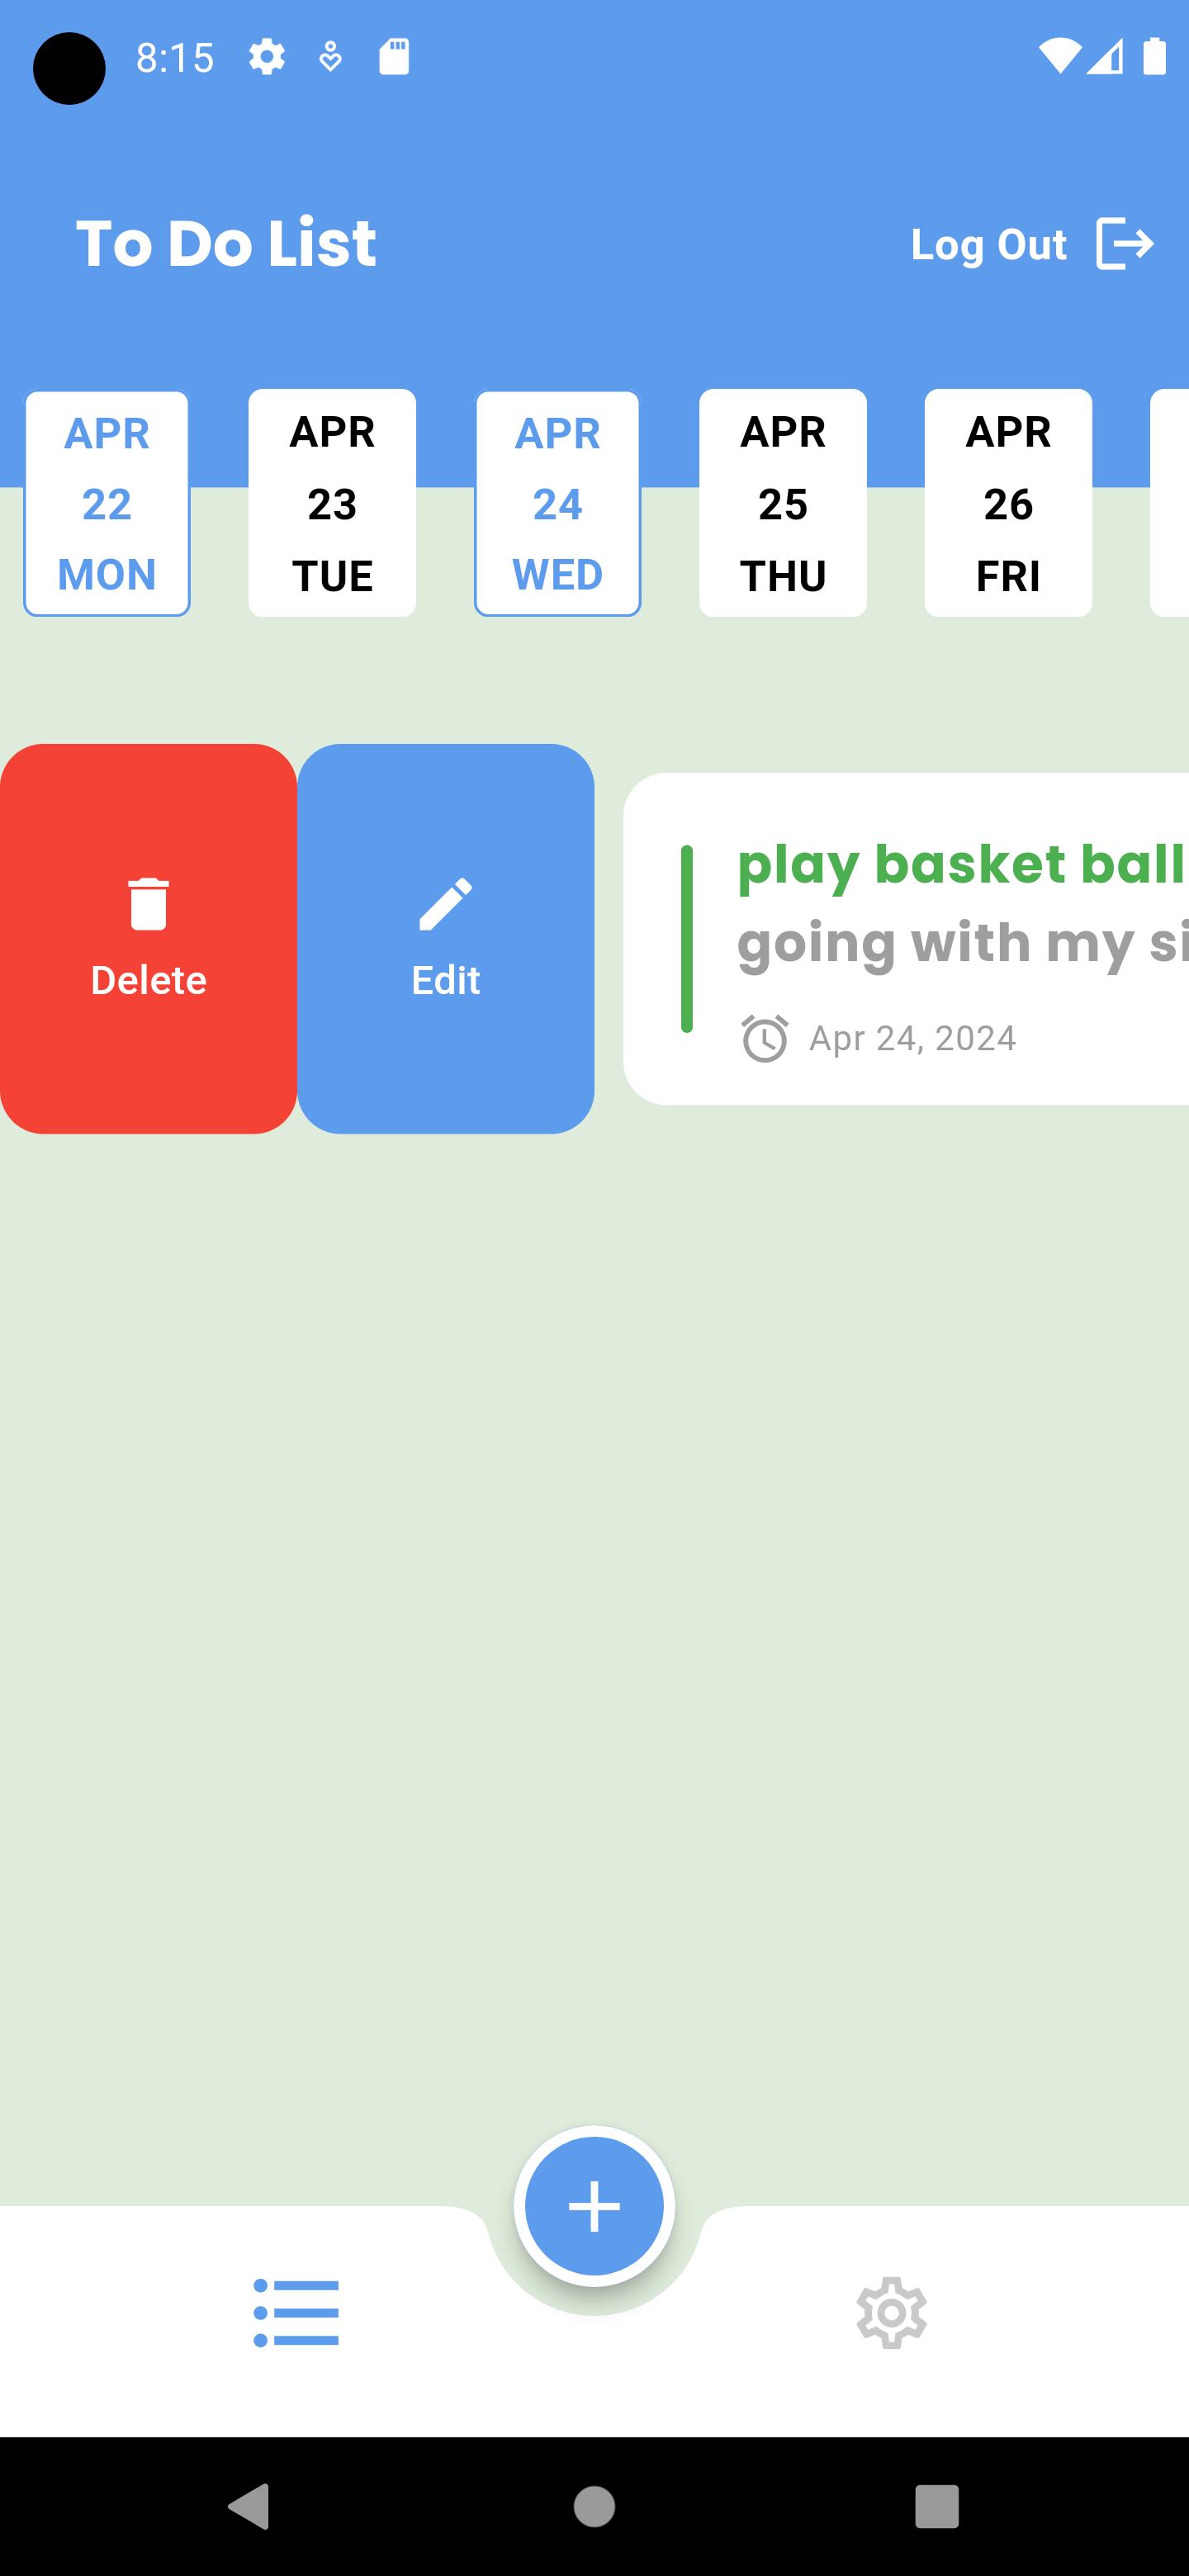 8:15
To Do List
Log Out
APR
22
MON
APR
23
TUE
APR
24
WED
APR
25
THU
APR
26
FRI
Delete
Edit
play basket ball
going with my si
Apr 24, 2024